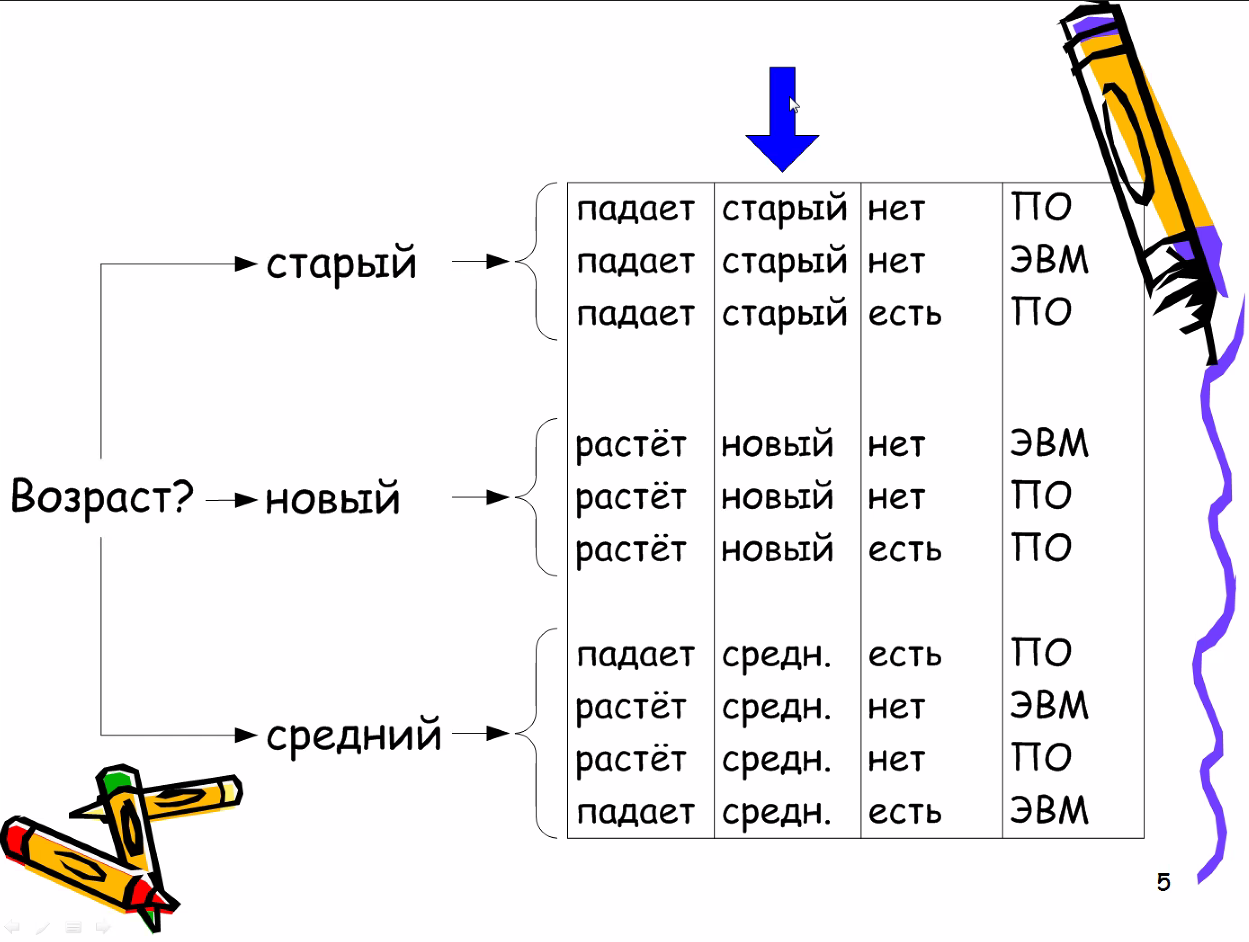 падает старый нет ПО
старый падает старый нет ЭВМ
падает старый есть ПО
растёт новый нет ЭВМ
Возраст? новый растёт новый нет ПО
растёт новый есть ПО
падает средн. есть ПО
растёт средн. нет ЭВМ
средний растёт средн. нет ПО
падает средн. есть ЭВМ
5